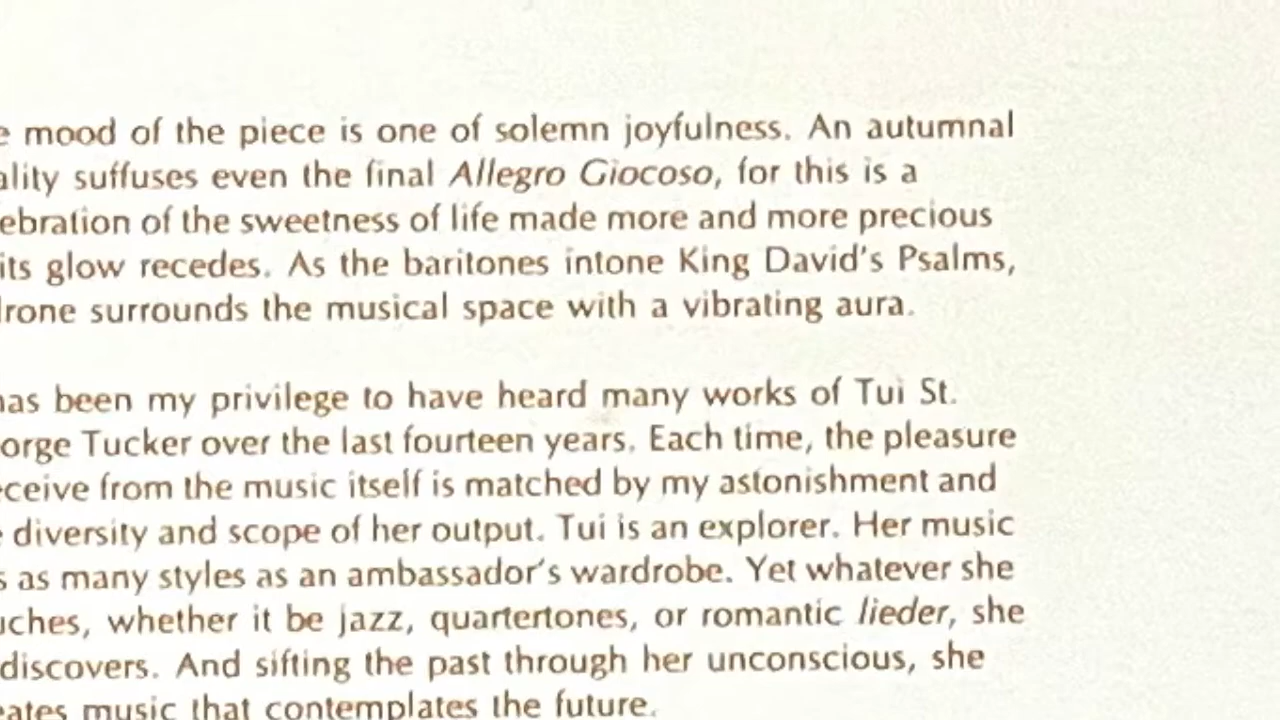 e mood of the piece is one of solemn joyfulness. An autumnal
ality suffuses even the final Allegro Giocoso, for this is a
ebration of the sweetness of life made more and more precious
its glow recedes. As the baritones intone King David's Psalms,
rone surrounds the musical space with a vibrating aura.
has been my privilege to have heard many works of Tui St.
orge Tucker over the last fourteen years. Each time, the pleasure
eceive from the music itself is matched by my astonishment and
e diversity and scope of her output. Tui is an explorer. Her music
s as many styles as an ambassador's wardrobe. Yet whatever she
uches, whether it be jazz, quartertones, or romantic lieder, she
discovers. And sifting the past through her unconscious, she
eates music that contemplates the future.